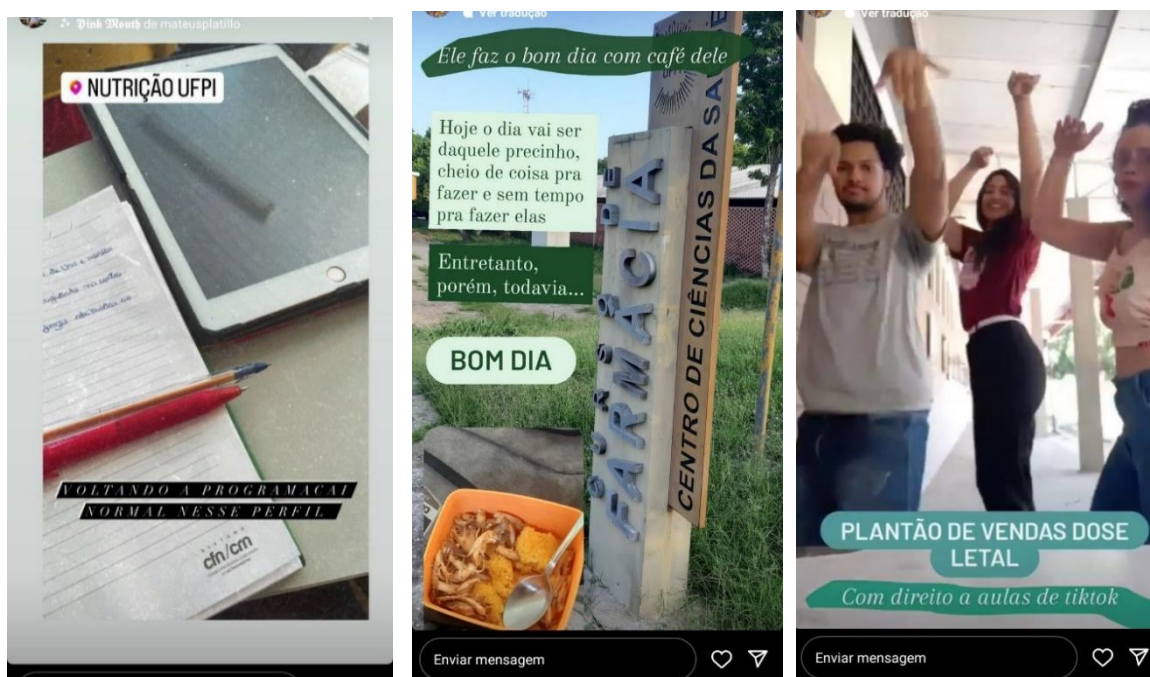 Pink Mouth de mateusplatillo
NUTRIÇÃO UFPI
VOLTANDO A PROGRAMACAI
NORMAL NESSE PERFIL
cfn/crn
Ver tradução
Ele faz o bom dia com café dele
Hoje o dia vai ser
daquele precinho,
cheio de coisa pra
fazer e sem tempo
pra fazer elas
Entretanto,
porém, todavia...
BOM DIA
FARMÁCIA
CENTRO DE CIÊNCIAS DA SA
Enviar mensagem
Ver tradução
PLANTÃO DE VENDAS DOSE
LETAL
Com direito a aulas de tiktok
Enviar mensagem